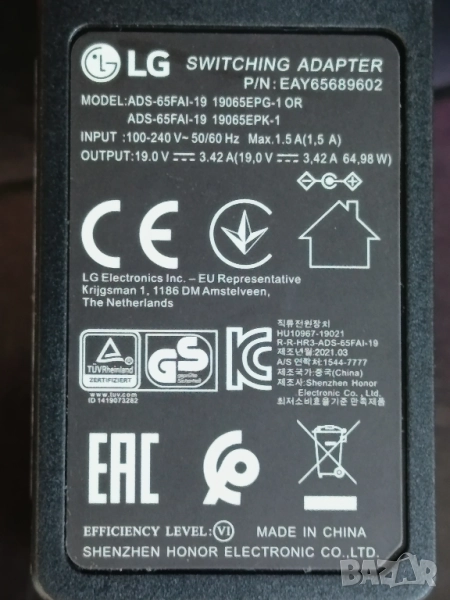 LG SWITCHING ADAPTER
P/N: EAY65689602
MODEL:ADS-65FAI-19 19065EPG-1 OR
ADS-65FAI-19 19065EPK-1
INPUT :100-240 V~ 50/60 Hz Max.1.5 A(1,5 A)
OUTPUT:19.0 V ⎓ 3.42 A(19,0 V ⎓ 3,42 A 64,98 W)
CE
LG Electronics Inc. – EU Representative
Krijgsman 1, 1186 DM Amstelveen,
The Netherlands
TÜVRheinland
ZERTIFIZIERT
www.tuv.com
ID 1419073282
GS
KC
직류전원장치
HU10967-19021
R-R-HR3-ADS-65FAI-19
제조년월:2021.03
A/S연락처:1544-7777
제조국가:중국(China)
제조사:Shenzhen Honor
Electronic Co., Ltd.
최저소비효율기준 만족제품
EAC
EFFICIENCY LEVEL: VI MADE IN CHINA
SHENZHEN HONOR ELECTRONIC CO.,LTD.
BAZAR